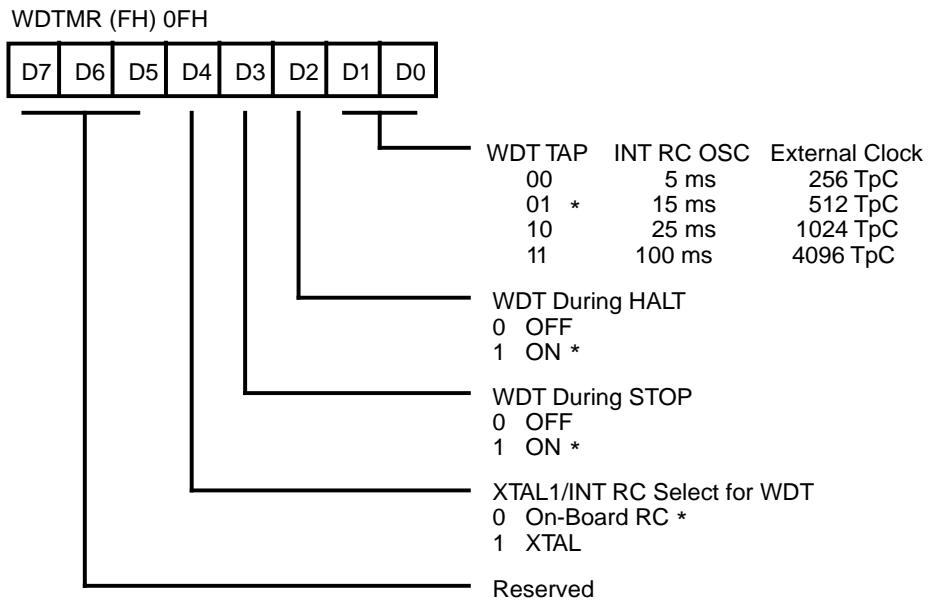 WDTMR (FH) 0FH
D7 D6 D5 D4 D3 D2 D1 D0
WDT TAP INT RC OSC External Clock
00 5 ms 256 TpC
01 * 15 ms 512 TpC
10 25 ms 1024 TpC
11 100 ms 4096 TpC
WDT During HALT
0 OFF
1 ON *
WDT During STOP
0 OFF
1 ON *
XTAL1/INT RC Select for WDT
0 On-Board RC *
1 XTAL
Reserved